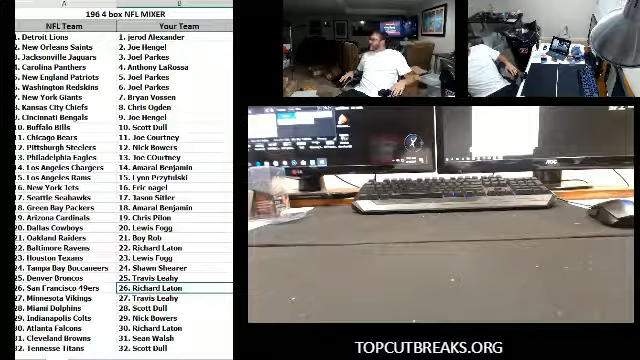 A B
196 4 box NFL MIXER
NFL Team Your Team
1. Detroit Lions 1. jerod Alexander
2. New Orleans Saints 2. Joe Hengel
3. Jacksonville Jaguars 3. Joel Parkes
4. Carolina Panthers 4. Anthony LaRossa
5. New England Patriots 5. Joel Parkes
6. Washington Redskins 6. Joel Parkes
7. New York Giants 7. Bryan Vossen
8. Kansas City Chiefs 8. Chris Ogden
9. Cincinnati Bengals 9. Joe Hengel
10. Buffalo Bills 10. Scott Dull
11. Chicago Bears 11. Joe Courtney
12. Pittsburgh Steelers 12. Nick Bowers
13. Philadelphia Eagles 13. Joe COurtney
14. Los Angeles Chargers 14. Amaral Benjamin
15. Los Angeles Rams 15. Lynn Przytulski
16. New York Jets 16. Eric nagel
17. Seattle Seahawks 17. Jason Sitler
18. Green Bay Packers 18. Amaral Benjamin
19. Arizona Cardinals 19. Chris Pilon
20. Dallas Cowboys 20. Lewis Fogg
21. Oakland Raiders 21. Boy Rob
22. Baltimore Ravens 22. Richard Laton
23. Houston Texans 23. Lewis Fogg
24. Tampa Bay Buccaneers 24. Shawn Shearer
25. Denver Broncos 25. Travis Leahy
26. San Francisco 49ers 26. Richard Laton
27. Minnesota Vikings 27. Travis Leahy
28. Miami Dolphins 28. Scott Dull
29. Indianapolis Colts 29. Nick Bowers
30. Atlanta Falcons 30. Richard Laton
31. Cleveland Browns 31. Sean Walsh
32. Tennesse Titans 32. Scott Dull
AOC
TOPCUTBREAKS.ORG